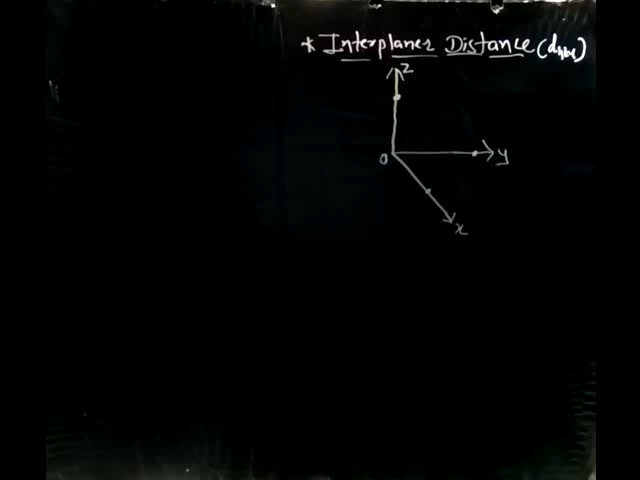 * Interplaner Distance (dhkl)
Z
O
y
x